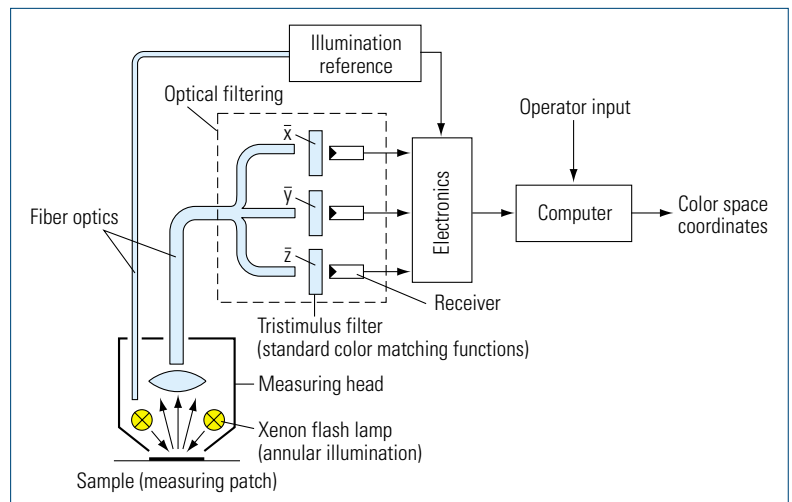 Illumination
reference
Optical filtering
Operator input
x̄
ȳ
z̄
Fiber optics
Electronics
Computer
Color space
coordinates
Receiver
Tristimulus filter
(standard color matching functions)
Measuring head
Xenon flash lamp
(annular illumination)
Sample (measuring patch)